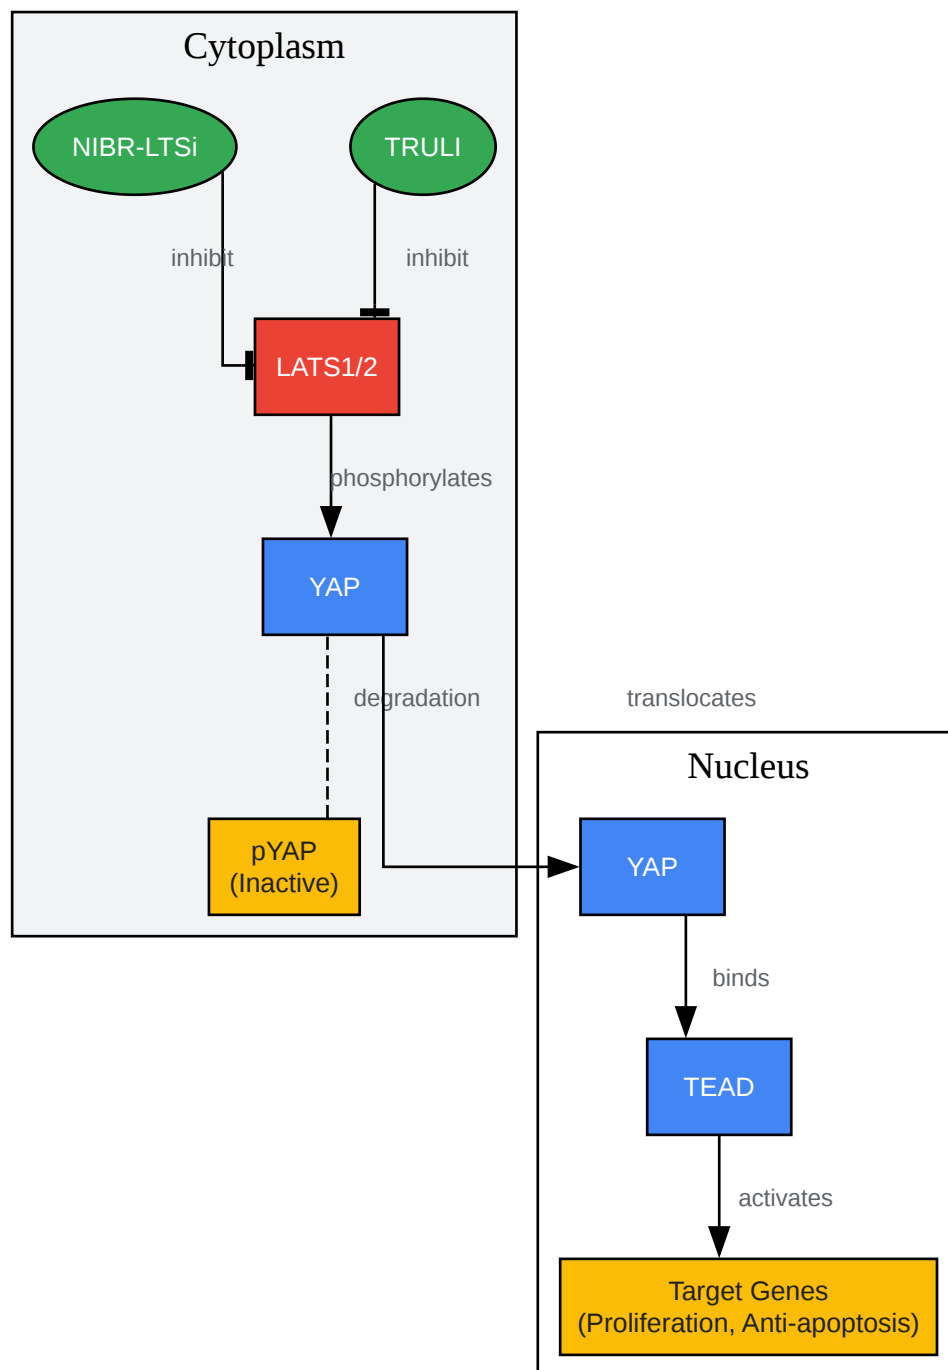 Cytoplasm
NIBR-LTSi
TRULI
inhibit
inhibit
LATS1/2
phosphorylates
YAP
degradation
translocates
Nucleus
pYAP
(Inactive)
YAP
binds
TEAD
activates
Target Genes
(Proliferation, Anti-apoptosis)